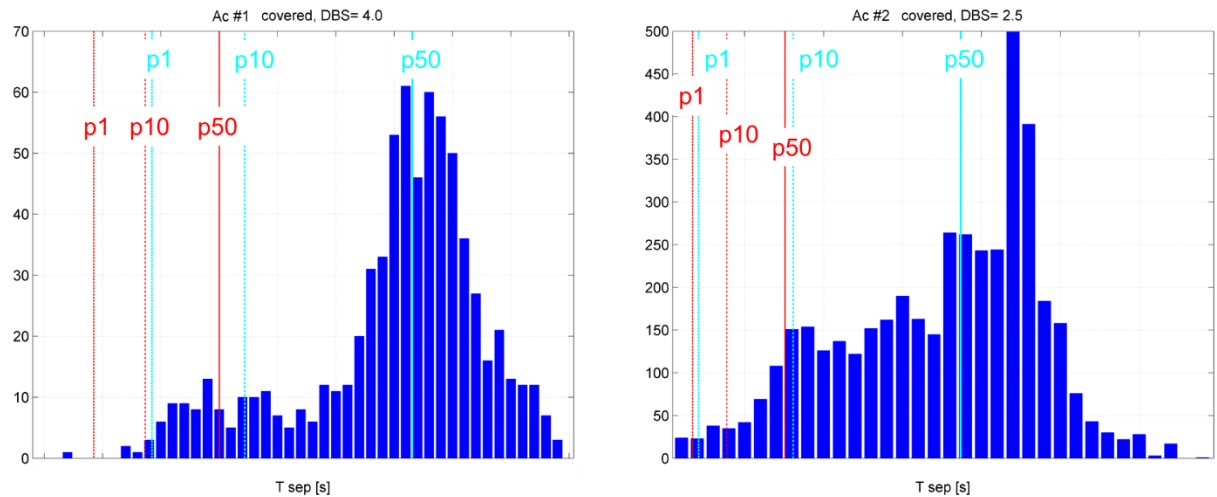 Ac #1 covered, DBS= 4.0
70
60
50
40
30
20
10
0
p1
p10
p50
p1
p10
p50
T sep [s]
Ac #2 covered, DBS= 2.5
500
450
400
350
300
250
200
150
100
50
0
p1
p10
p50
p1
p10
p50
T sep [s]